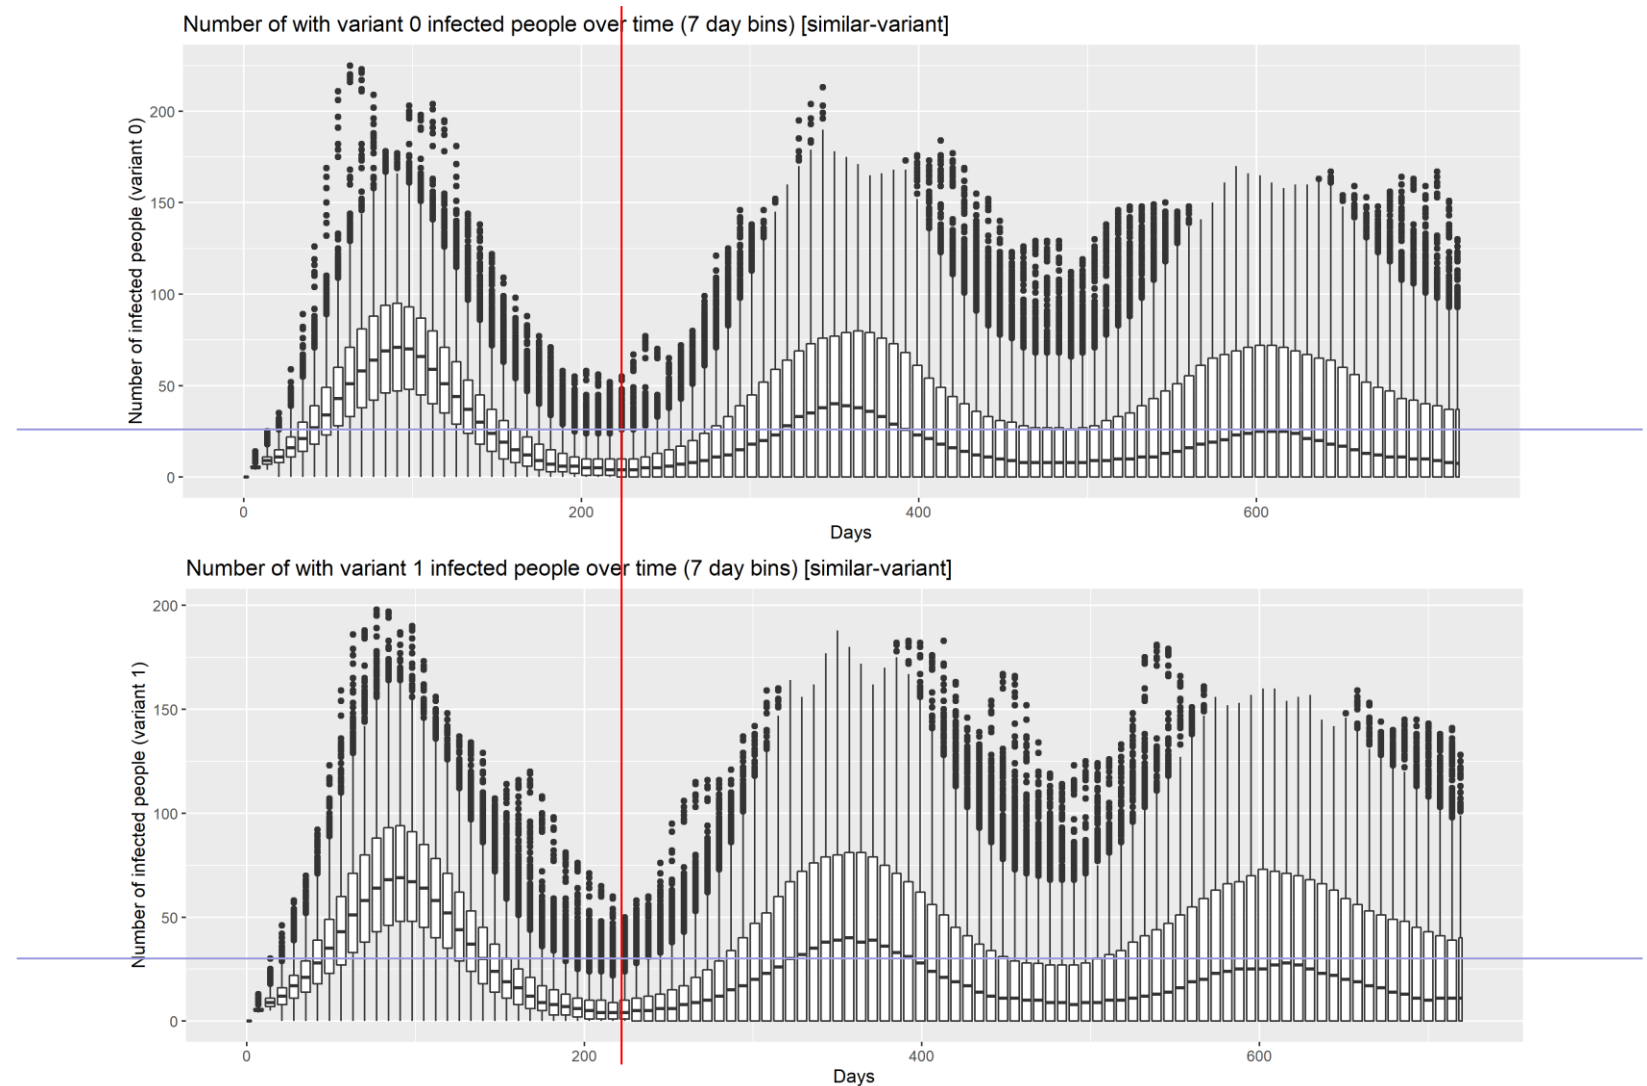 Number of with variant 0 infected people over time (7 day bins) [similar-variant]
Number of infected people (variant 0)
200
150
100
50
0
0 200 400 600
Days
Number of with variant 1 infected people over time (7 day bins) [similar-variant]
Number of infected people (variant 1)
200
150
100
50
0
0 200 400 600
Days